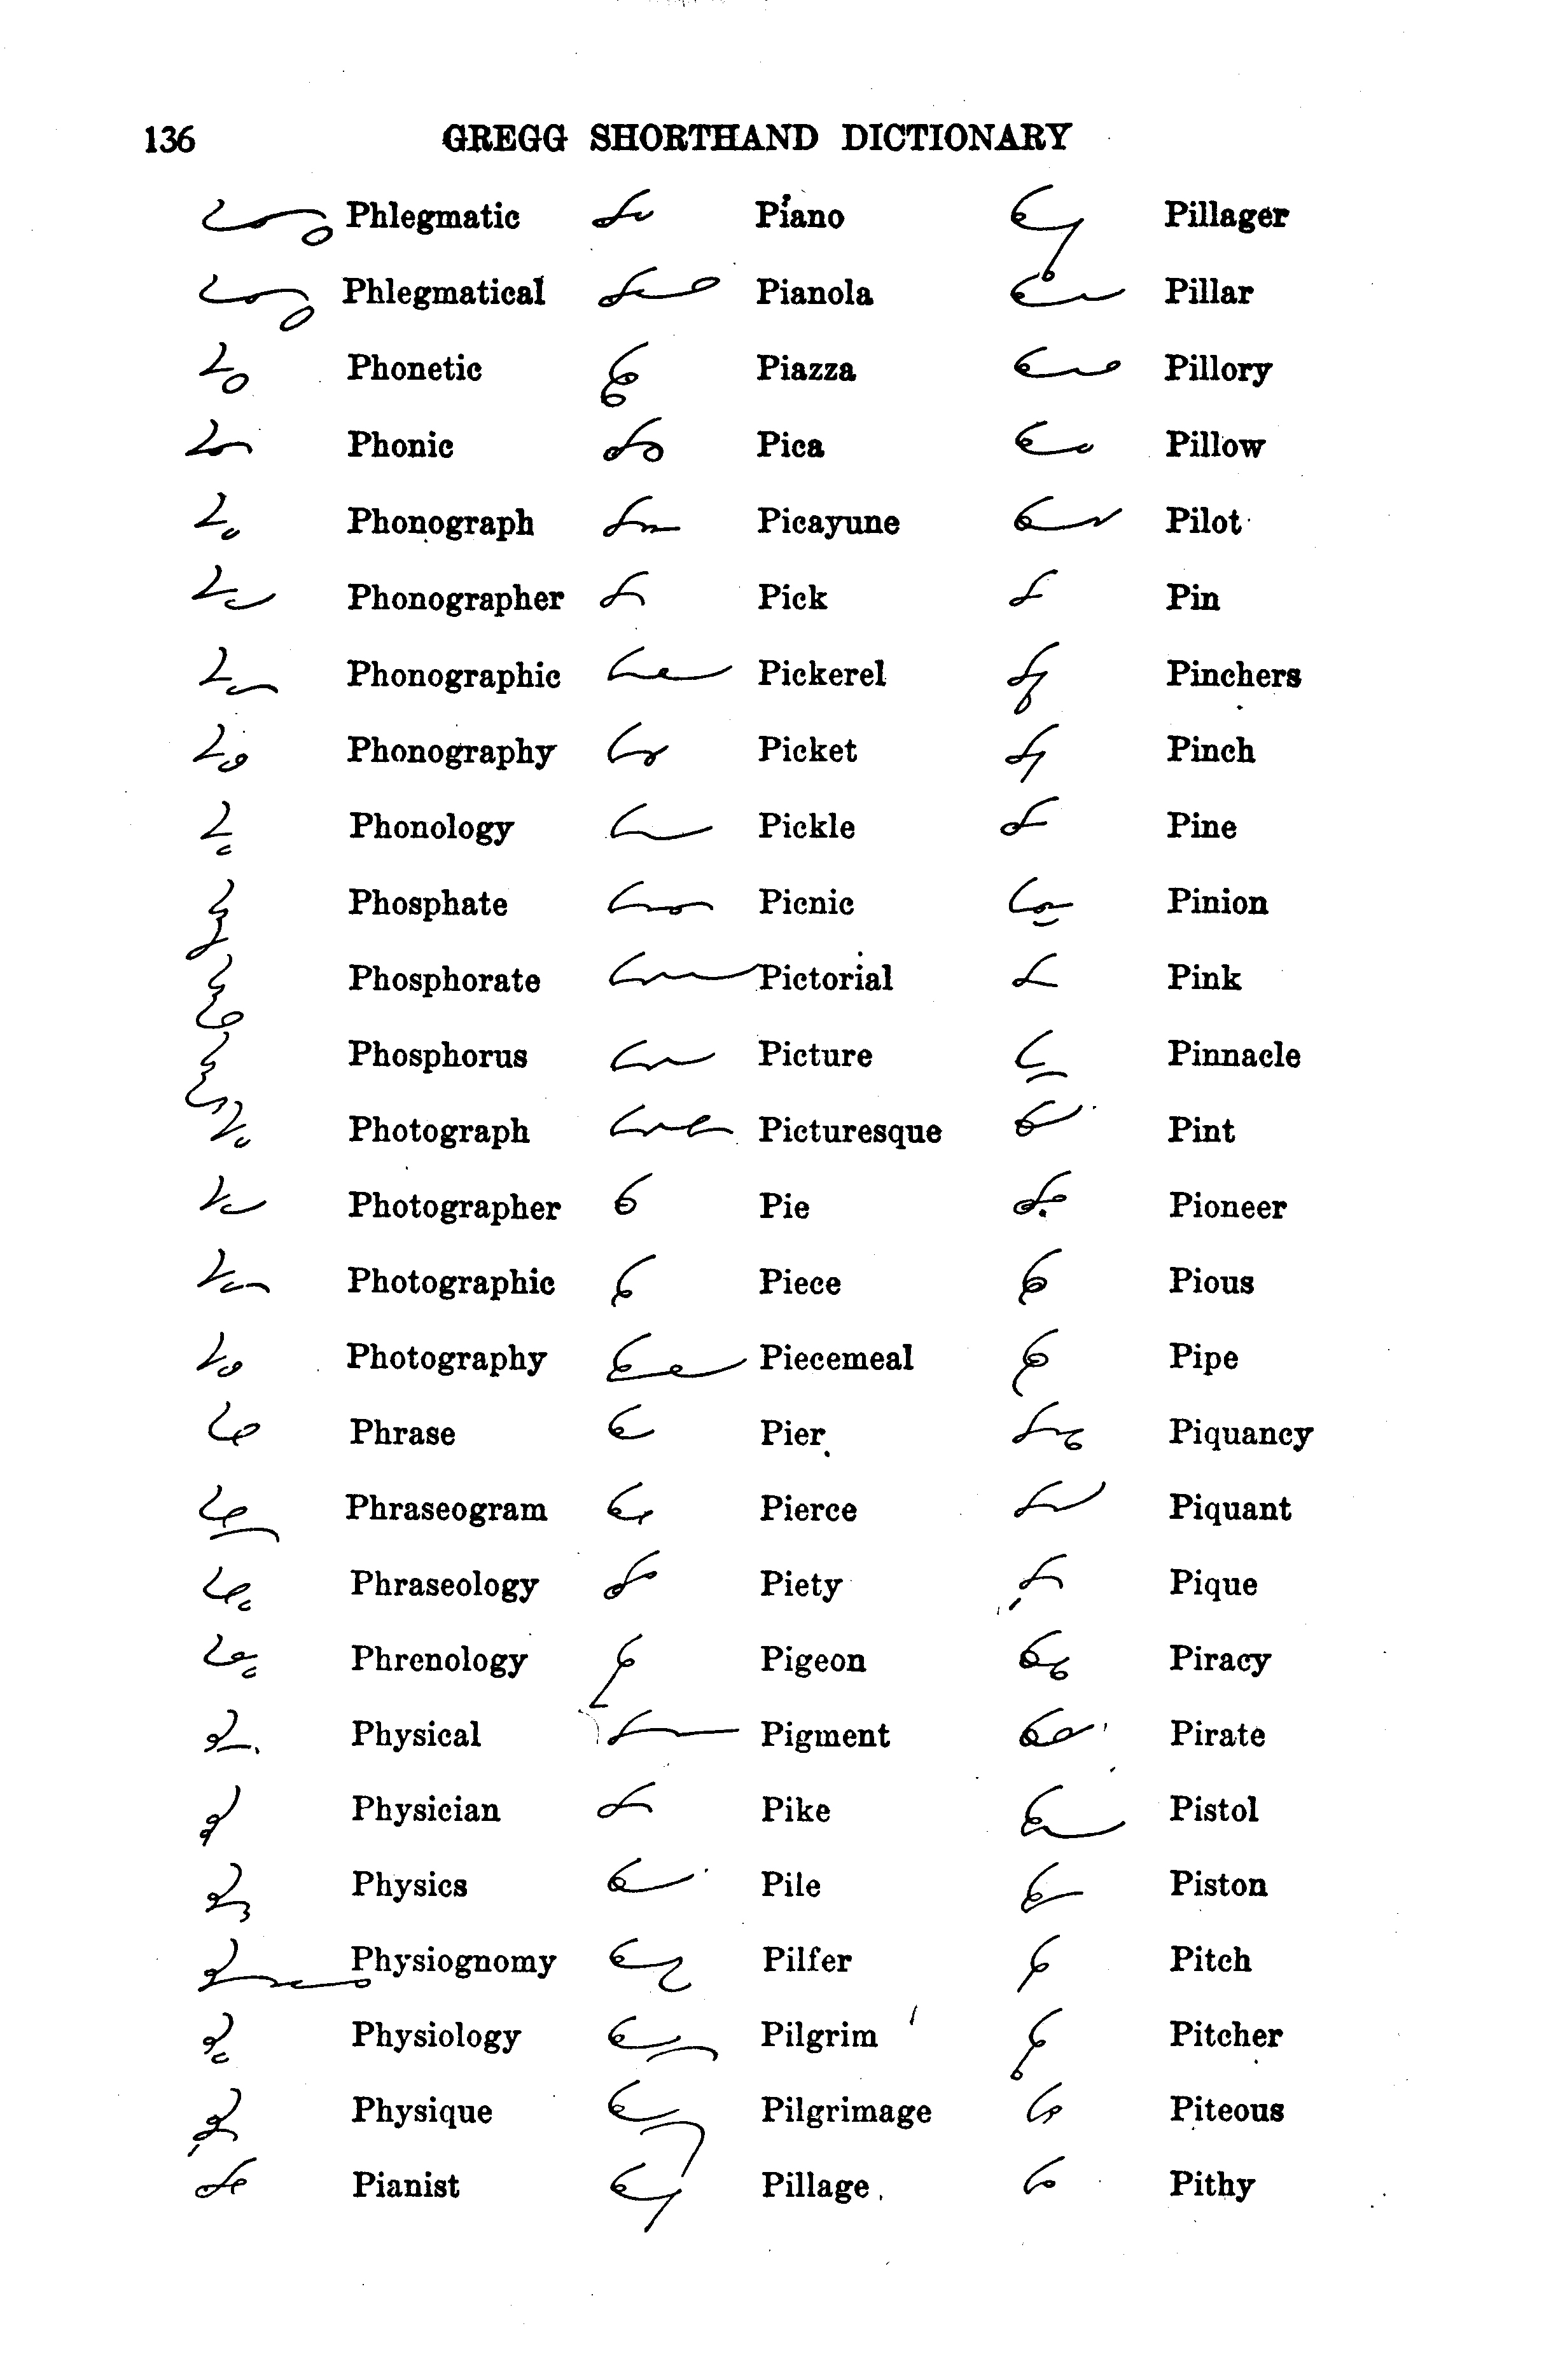 136 GREGG SHORTHAND DICTIONARY
Phlegmatic Piano Pillager
Phlegmatical Pianola Pillar
Phonetic Piazza Pillory
Phonic Pica Pillow
Phonograph Picayune Pilot
Phonographer Pick Pin
Phonographic Pickerel Pinchers
Phonography Picket Pinch
Phonology Pickle Pine
Phosphate Picnic Pinion
Phosphorate Pictorial Pink
Phosphorus Picture Pinnacle
Photograph Picturesque Pint
Photographer Pie Pioneer
Photographic Piece Pious
Photography Piecemeal Pipe
Phrase Pier Piquancy
Phraseogram Pierce Piquant
Phraseology Piety Pique
Phrenology Pigeon Piracy
Physical Pigment Pirate
Physician Pike Pistol
Physics Pile Piston
Physiognomy Pilfer Pitch
Physiology Pilgrim Pitcher
Physique Pilgrimage Piteous
Pianist Pillage Pithy